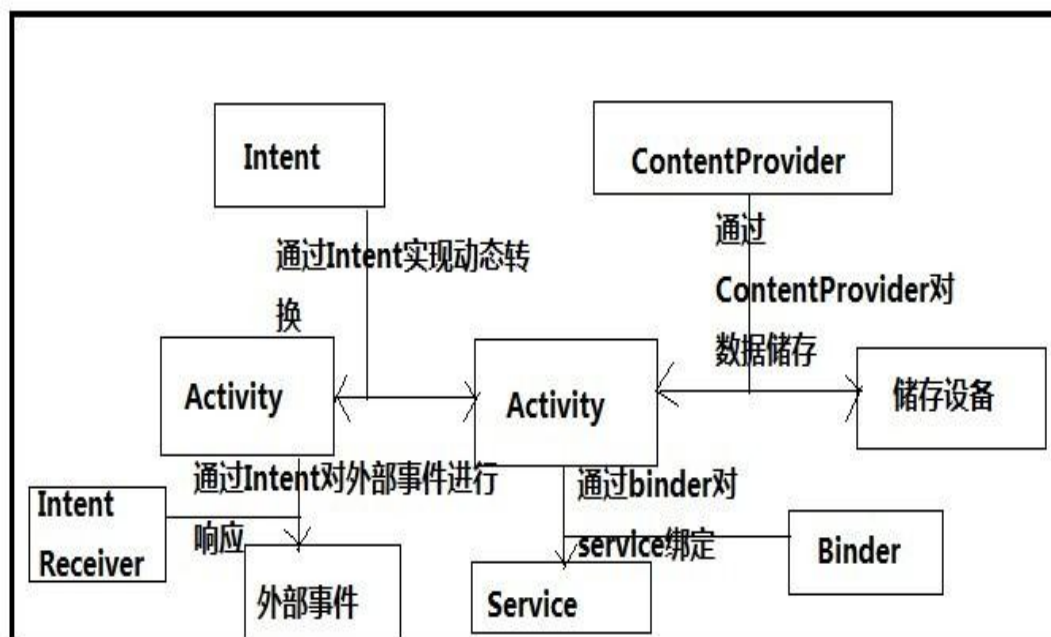 Intent
ContentProvider
通过Intent实现动态转
换
通过
ContentProvider对
数据储存
Activity
Activity
储存设备
通过Intent对外部事件进行
响应
通过binder对
service绑定
Intent
Receiver
外部事件
Service
Binder